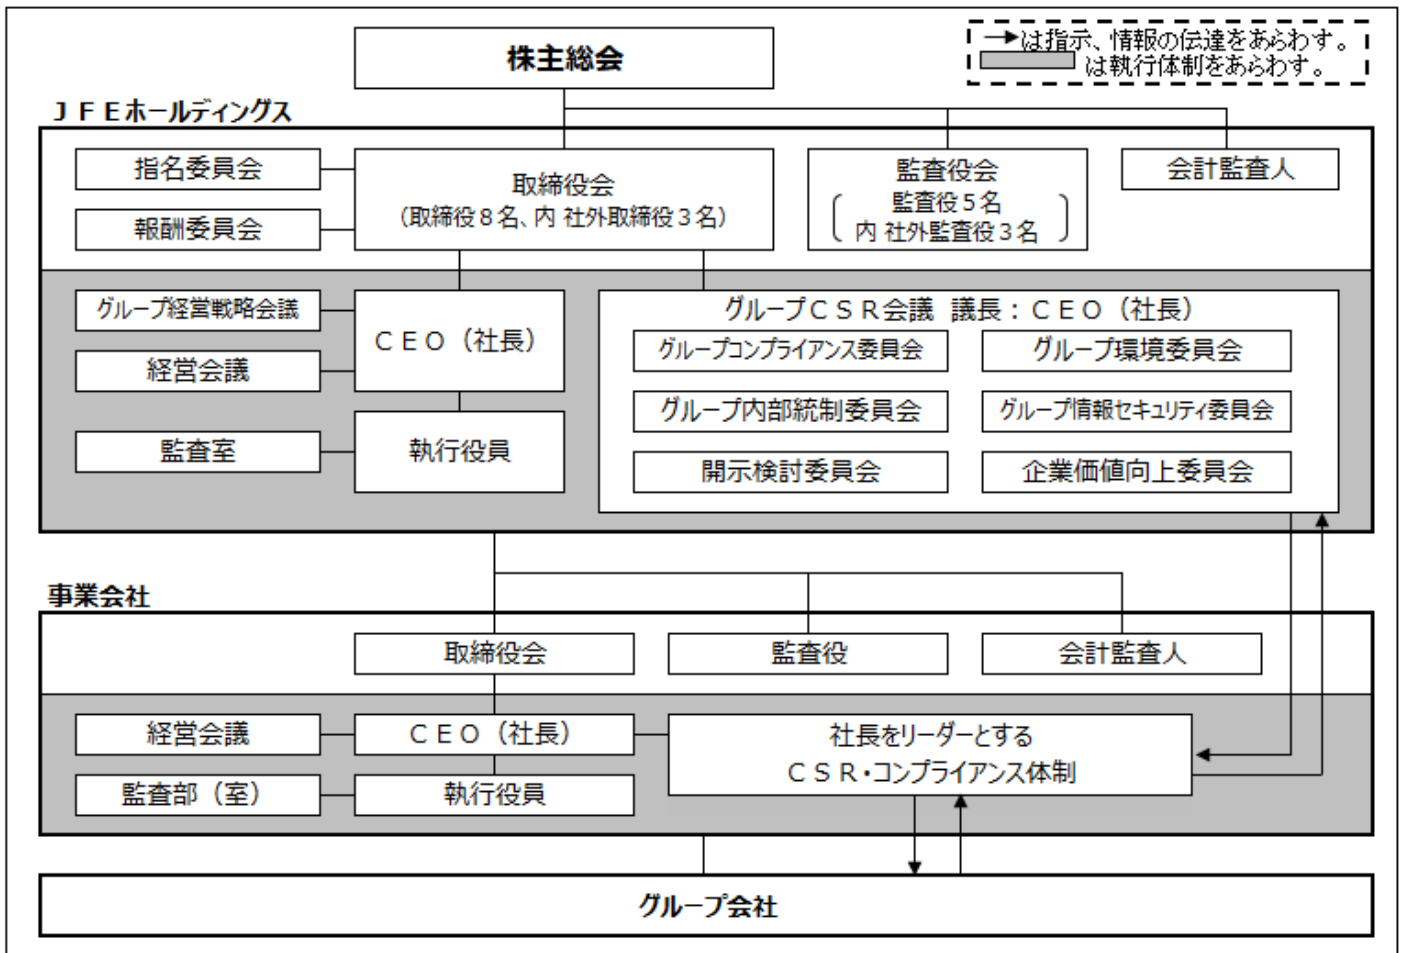 株主総会
→は指示、情報の伝達をあらわす。
は執行体制をあらわす。
ＪＦＥホールディングス
指名委員会
報酬委員会
取締役会
（取締役８名、内 社外取締役３名）
監査役会
監査役５名
内 社外監査役３名
会計監査人
グループ経営戦略会議
経営会議
監査室
ＣＥＯ（社長）
執行役員
グループＣＳＲ会議 議長：ＣＥＯ（社長）
グループコンプライアンス委員会
グループ環境委員会
グループ内部統制委員会
グループ情報セキュリティ委員会
開示検討委員会
企業価値向上委員会
事業会社
取締役会
監査役
会計監査人
経営会議
ＣＥＯ（社長）
監査部（室）
執行役員
社長をリーダーとする
ＣＳＲ・コンプライアンス体制
グループ会社